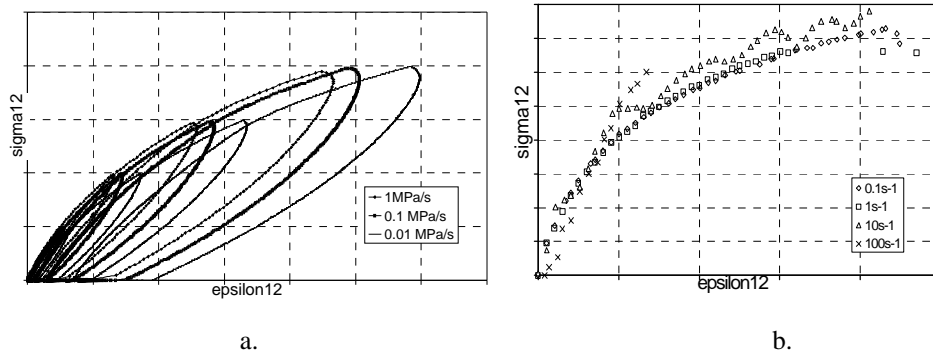 sigma12
1MPa/s
0.1 MPa/s
0.01 MPa/s
epsilon12
a.
sigma12
0.1s-1
1s-1
10s-1
100s-1
epsilon12
b.